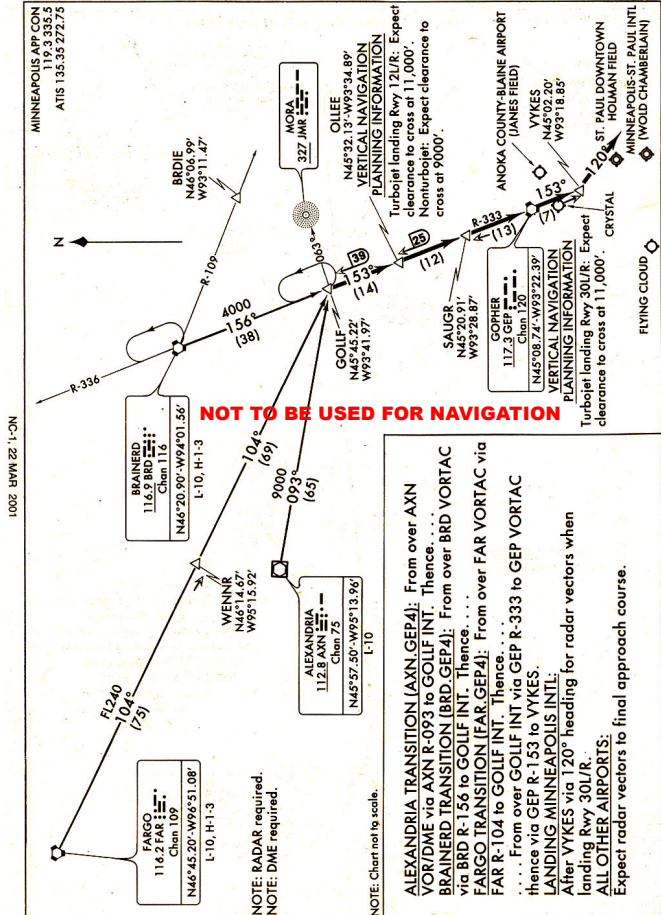 MINNEAPOLIS APP CON
119.3 335.5
ATIS 135.35 272.75
BRDIE
N46°06.99'
W93°11.47'
MORA
327 JMR
OLLEE
N45°32.13'-W93°34.89'
VERTICAL NAVIGATION
PLANNING INFORMATION
Turbojet landing Rwy 12L/R: Expect
clearance to cross at 11,000'.
Nonturbojet: Expect clearance to
cross at 9000'.
ANOKA COUNTY-BLAINE AIRPORT
(JANES FIELD)
VYKES
N45°02.20'
W93°18.85'
ST. PAUL DOWNTOWN
HOLMAN FIELD
MINNEAPOLIS-ST. PAUL INTL
(WOLD CHAMBERLAIN)
120°
CRYSTAL
FLYING CLOUD
N
R-109
R-336
4000
156°
(38)
063°
39
153°
(14)
25
(12)
R-333
(13)
153°
(7)
GOLLF
N45°45.22'
W93°41.97'
SAUGR
N45°20.91'
W93°28.87'
GOPHER
117.3 GEP
Chan 120
N45°08.74'-W93°22.39'
VERTICAL NAVIGATION
PLANNING INFORMATION
Turbojet landing Rwy 30L/R: Expect
clearance to cross at 11,000'.
BRAINERD
116.9 BRD
Chan 116
N46°20.90'-W94°01.56'
L-10, H-1-3
NOT TO BE USED FOR NAVIGATION
104°
(69)
9000
093°
(65)
WENNR
N46°14.67'
W95°15.92'
ALEXANDRIA
112.8 AXN
Chan 75
N45°57.50'-W95°13.96'
L-10
FL240
104°
(75)
FARGO
116.2 FAR
Chan 109
N46°45.20'-W96°51.08'
L-10, H-1-3
NOTE: RADAR required.
NOTE: DME required.
NOTE: Chart not to scale.
ALEXANDRIA TRANSITION (AXN.GEP4): From over AXN
VOR/DME via AXN R-093 to GOLLF INT. Thence. . . .
BRAINERD TRANSITION (BRD.GEP4): From over BRD VORTAC
via BRD R-156 to GOLLF INT. Thence. . . .
FARGO TRANSITION (FAR.GEP4): From over FAR VORTAC via
FAR R-104 to GOLLF INT. Thence. . . .
. . . . From over GOLLF INT via GEP R-333 to GEP VORTAC
thence via GEP R-153 to VYKES.
LANDING MINNEAPOLIS INTL:
After VYKES via 120° heading for radar vectors when
landing Rwy 30L/R.
ALL OTHER AIRPORTS:
Expect radar vectors to final approach course.
NC-1, 22 MAR 2001